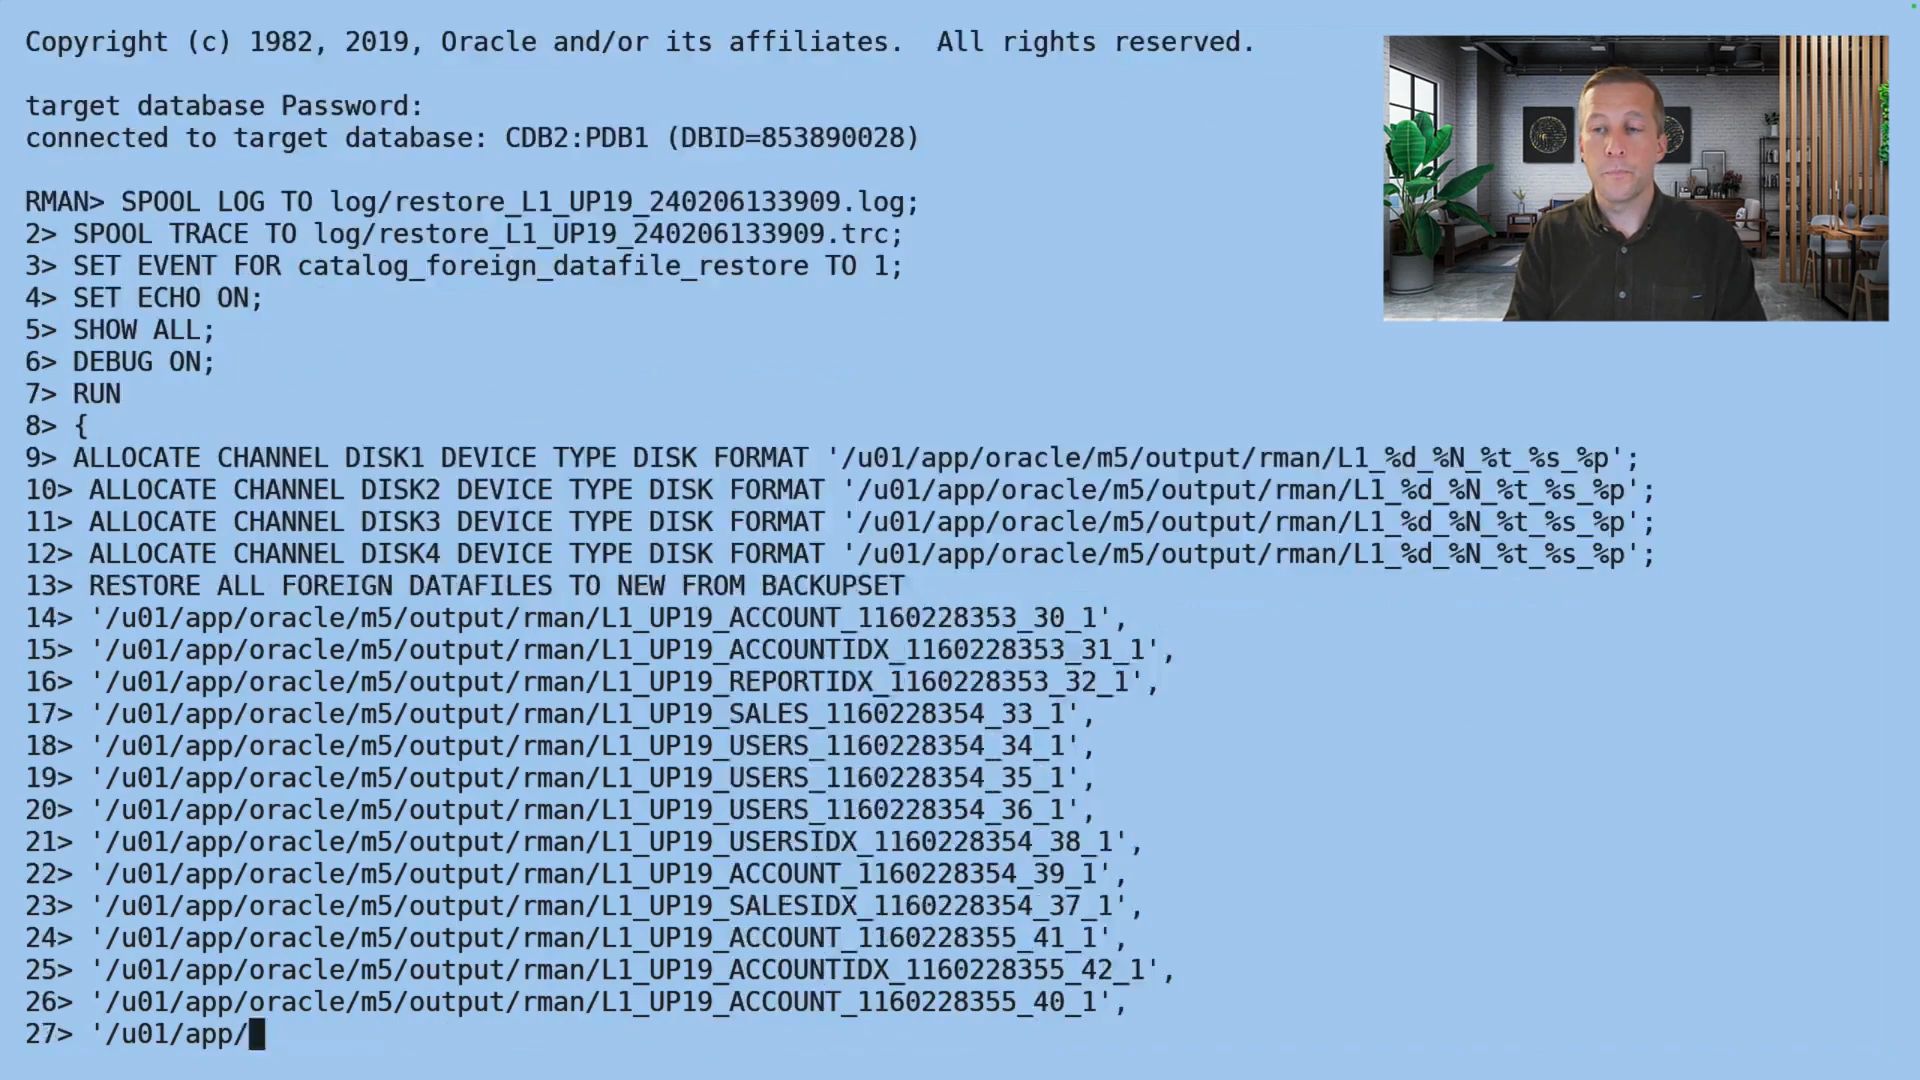 Copyright (c) 1982, 2019, Oracle and/or its affiliates.  All rights reserved.
target database Password:
connected to target database: CDB2:PDB1 (DBID=853890028)
RMAN> SPOOL LOG TO log/restore_L1_UP19_240206133909.log;
2> SPOOL TRACE TO log/restore_L1_UP19_240206133909.trc;
3> SET EVENT FOR catalog_foreign_datafile_restore TO 1;
4> SET ECHO ON;
5> SHOW ALL;
6> DEBUG ON;
7> RUN
8> {
9> ALLOCATE CHANNEL DISK1 DEVICE TYPE DISK FORMAT '/u01/app/oracle/m5/output/rman/L1_%d_%N_%t_%s_%p';
10> ALLOCATE CHANNEL DISK2 DEVICE TYPE DISK FORMAT '/u01/app/oracle/m5/output/rman/L1_%d_%N_%t_%s_%p';
11> ALLOCATE CHANNEL DISK3 DEVICE TYPE DISK FORMAT '/u01/app/oracle/m5/output/rman/L1_%d_%N_%t_%s_%p';
12> ALLOCATE CHANNEL DISK4 DEVICE TYPE DISK FORMAT '/u01/app/oracle/m5/output/rman/L1_%d_%N_%t_%s_%p';
13> RESTORE ALL FOREIGN DATAFILES TO NEW FROM BACKUPSET
14> '/u01/app/oracle/m5/output/rman/L1_UP19_ACCOUNT_1160228353_30_1',
15> '/u01/app/oracle/m5/output/rman/L1_UP19_ACCOUNTIDX_1160228353_31_1',
16> '/u01/app/oracle/m5/output/rman/L1_UP19_REPORTIDX_1160228353_32_1',
17> '/u01/app/oracle/m5/output/rman/L1_UP19_SALES_1160228354_33_1',
18> '/u01/app/oracle/m5/output/rman/L1_UP19_USERS_1160228354_34_1',
19> '/u01/app/oracle/m5/output/rman/L1_UP19_USERS_1160228354_35_1',
20> '/u01/app/oracle/m5/output/rman/L1_UP19_USERS_1160228354_36_1',
21> '/u01/app/oracle/m5/output/rman/L1_UP19_USERSIDX_1160228354_38_1',
22> '/u01/app/oracle/m5/output/rman/L1_UP19_ACCOUNT_1160228354_39_1',
23> '/u01/app/oracle/m5/output/rman/L1_UP19_SALESIDX_1160228354_37_1',
24> '/u01/app/oracle/m5/output/rman/L1_UP19_ACCOUNT_1160228355_41_1',
25> '/u01/app/oracle/m5/output/rman/L1_UP19_ACCOUNTIDX_1160228355_42_1',
26> '/u01/app/oracle/m5/output/rman/L1_UP19_ACCOUNT_1160228355_40_1',
27> '/u01/app/